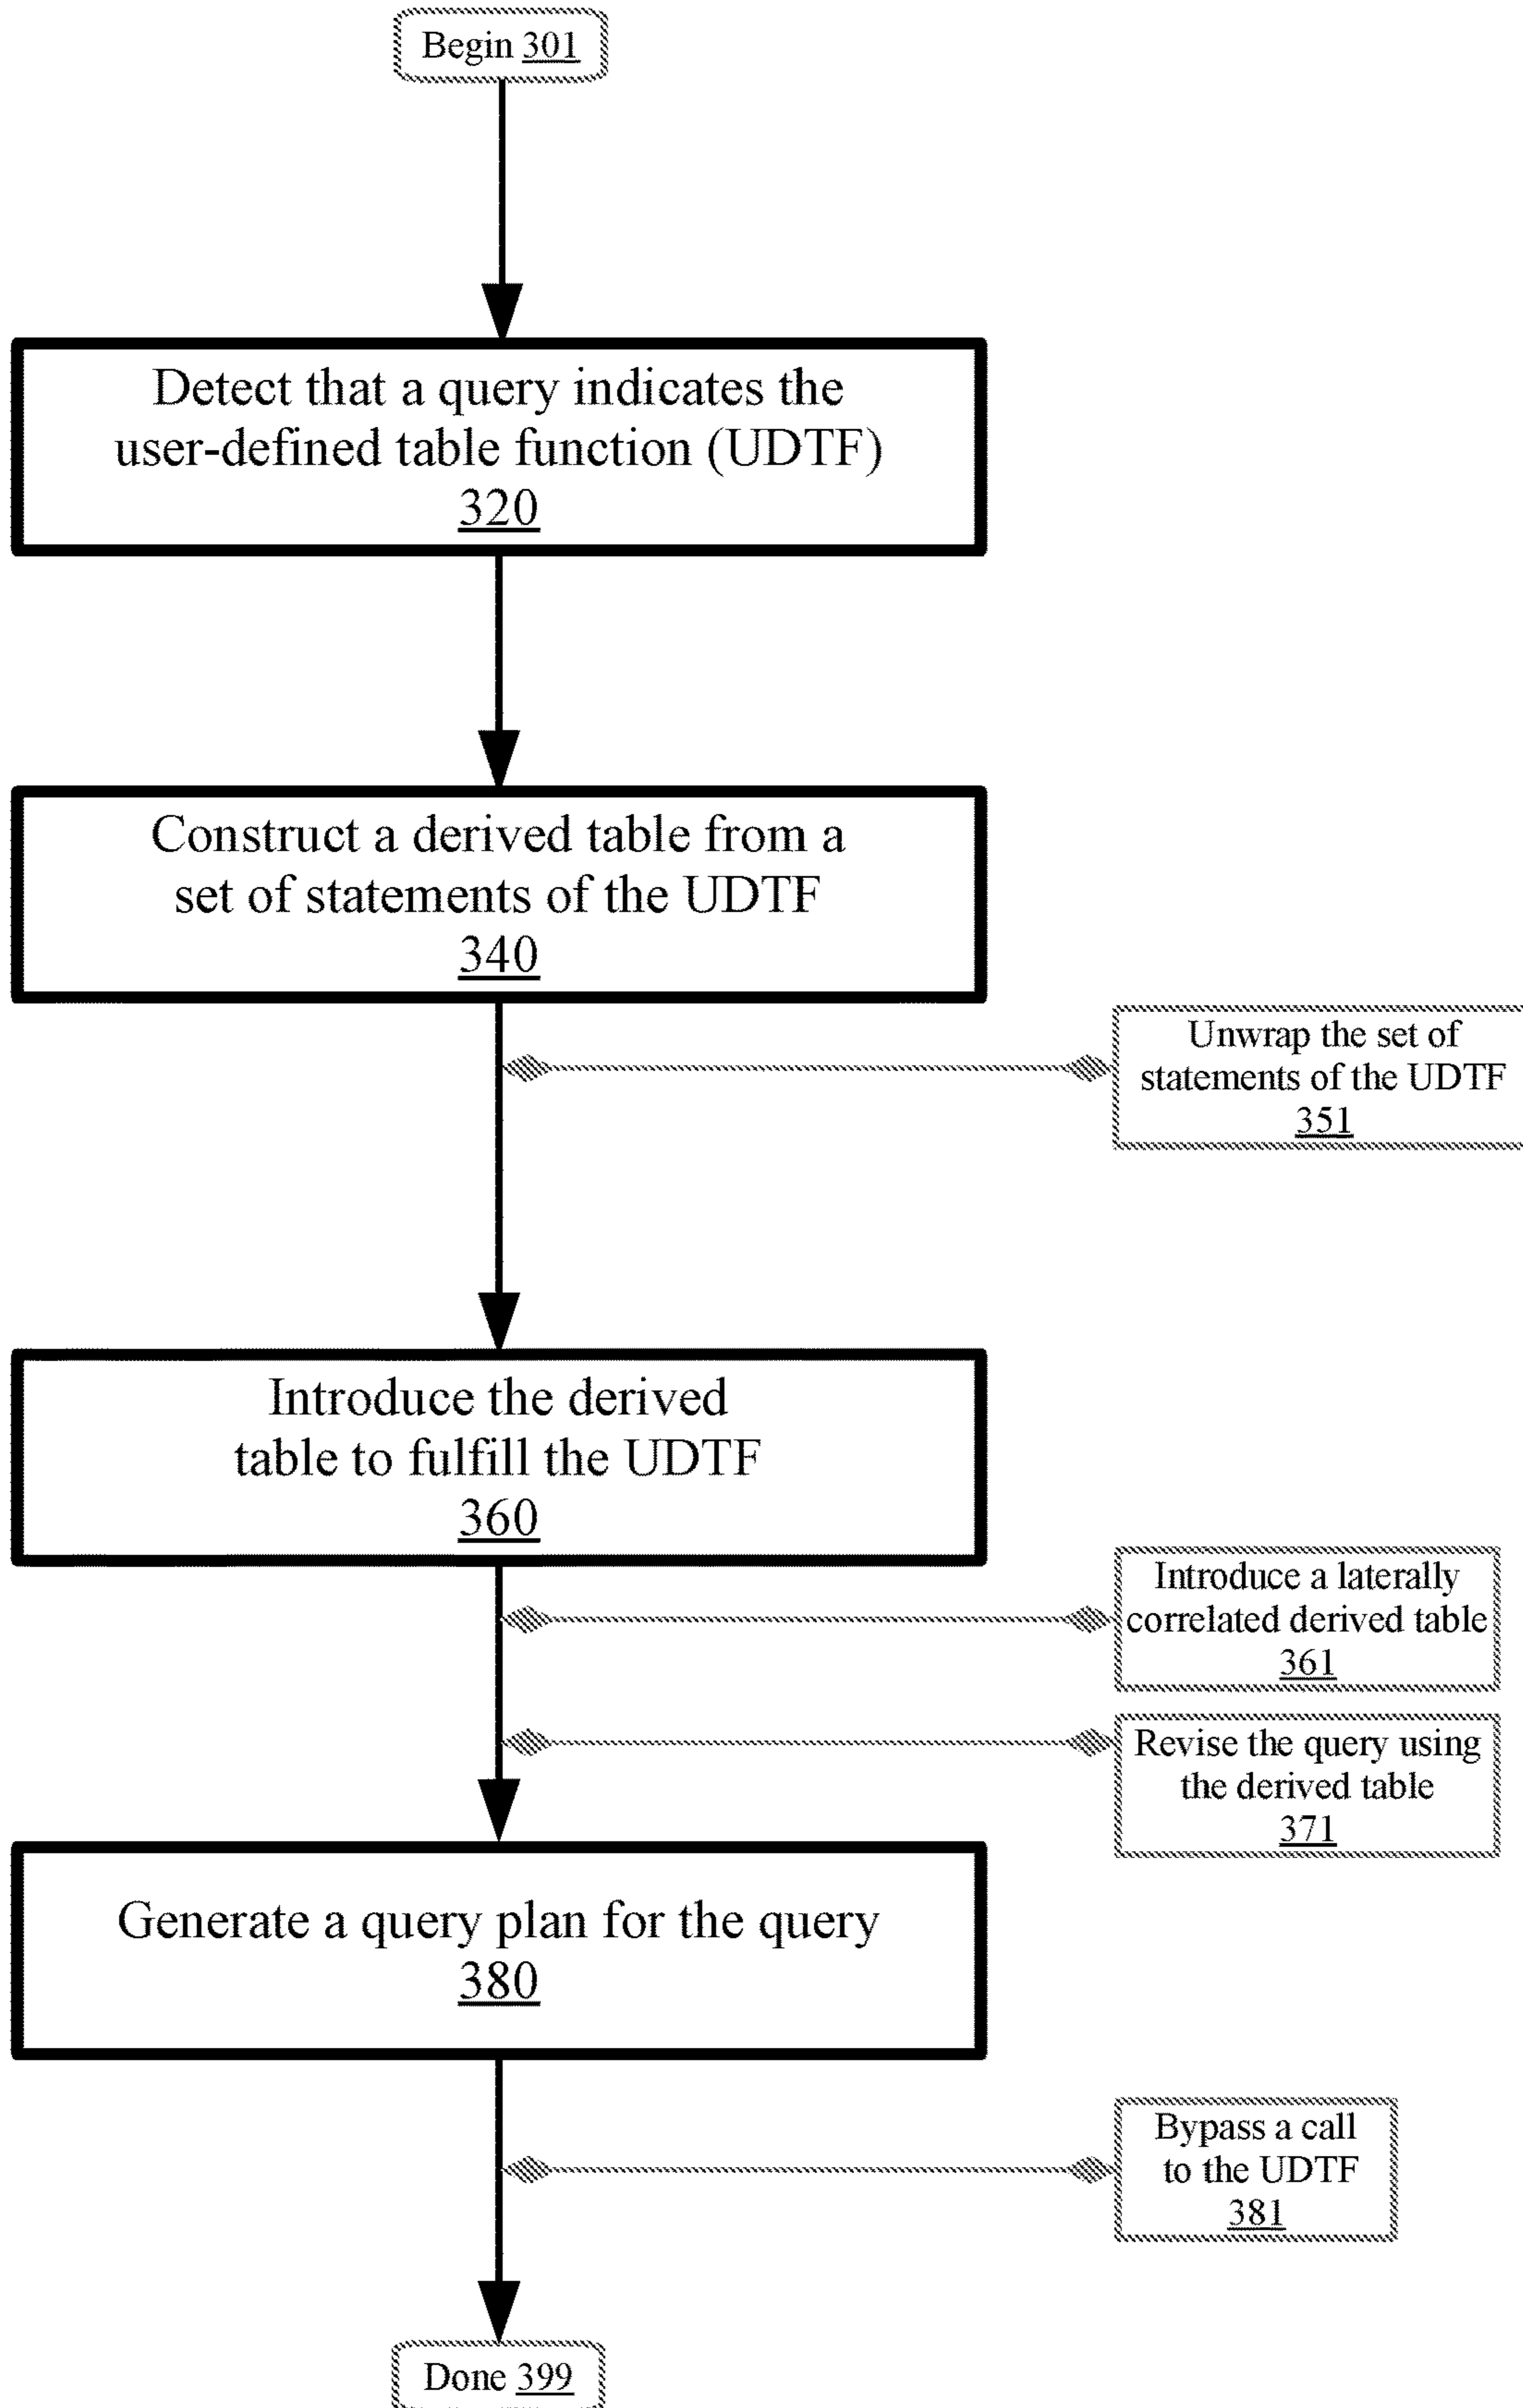 Begin 301
Detect that a query indicates the
user-defined table function (UDTF)
320
Construct a derived table from a
set of statements of the UDTF
340
Unwrap the set of
statements of the UDTF
351
Introduce the derived
table to fulfill the UDTF
360
Introduce a laterally
correlated derived table
361
Revise the query using
the derived table
371
Generate a query plan for the query
380
Bypass a call
to the UDTF
381
Done 399